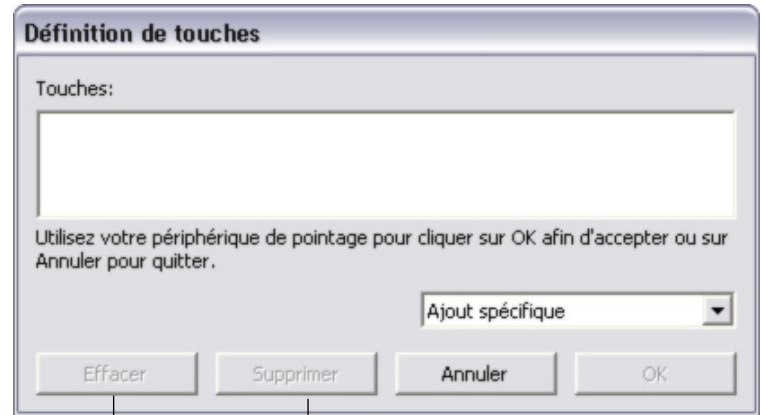 Définition de touches
Touches:
Utilisez votre périphérique de pointage pour cliquer sur OK afin d'accepter ou sur
Annuler pour quitter.
Ajout spécifique
Effacer Supprimer Annuler OK